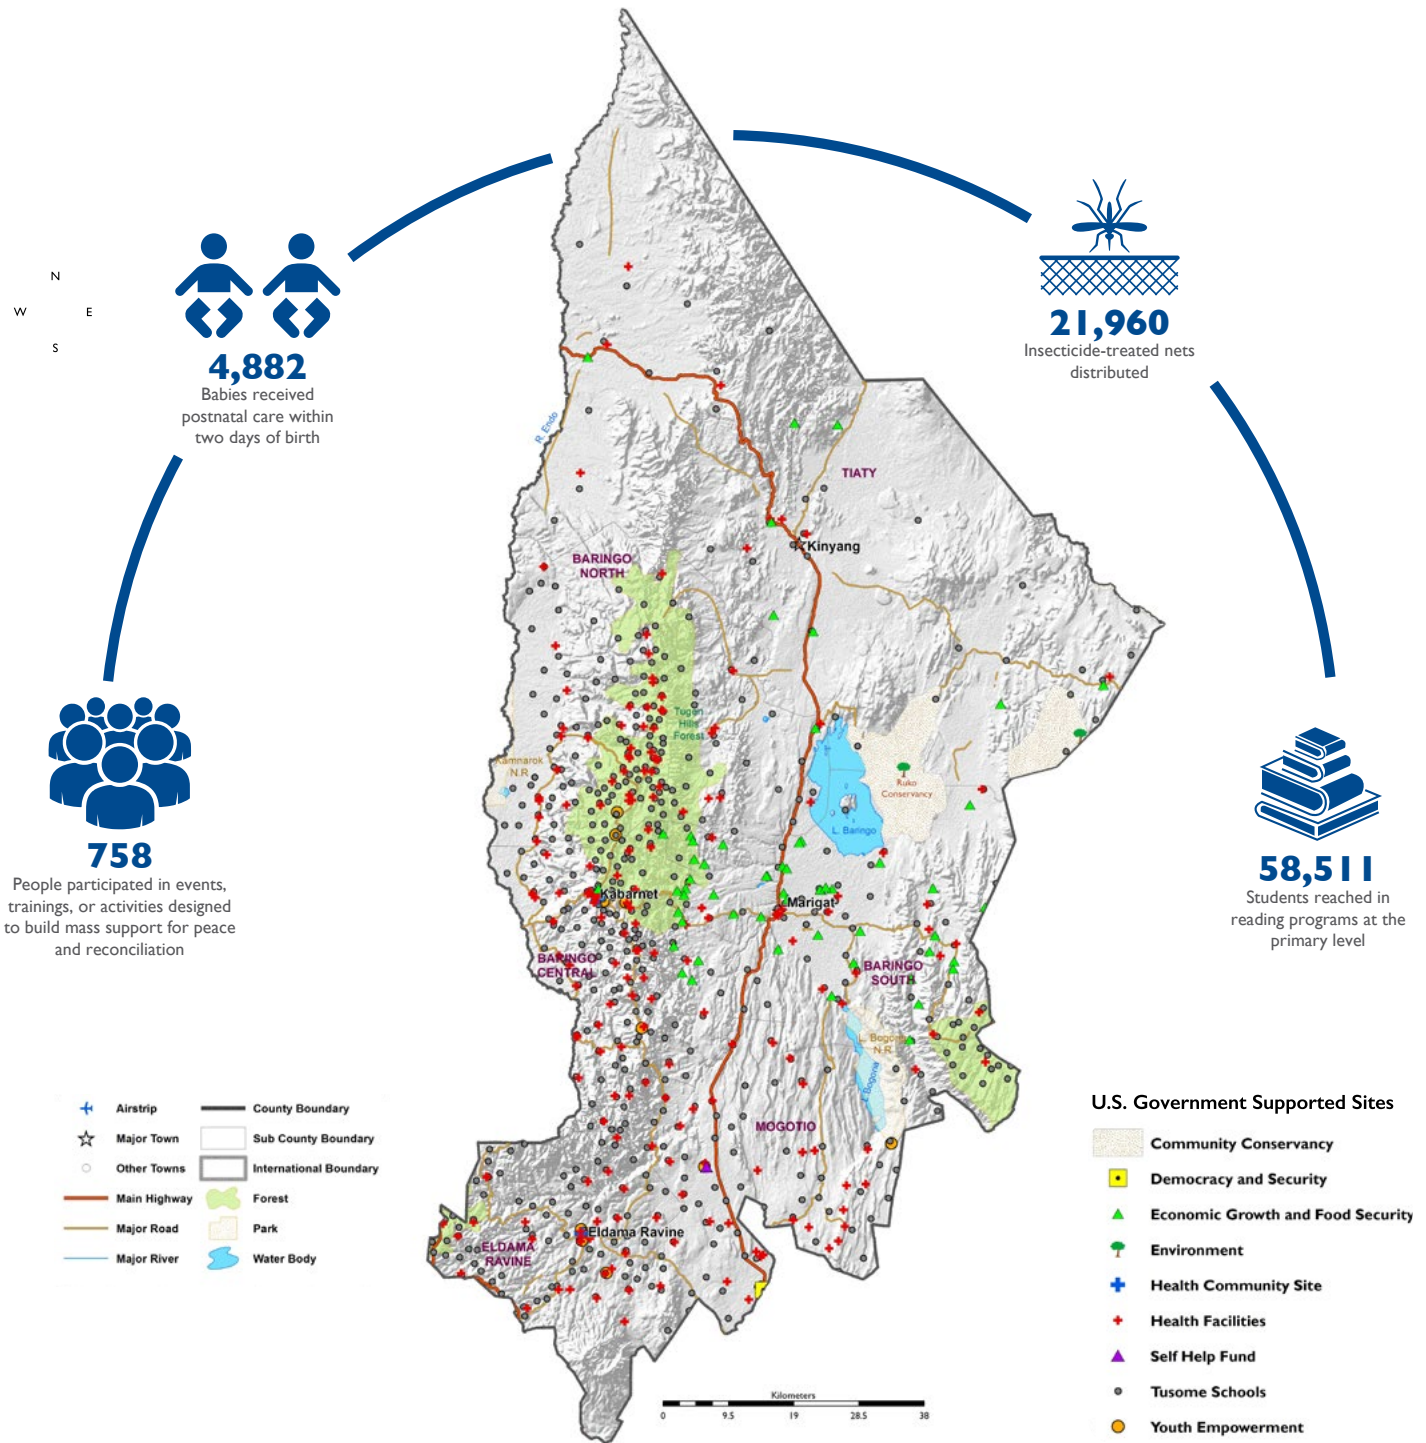 N
W E
S
4,882
Babies received
postnatal care within
two days of birth
21,960
Insecticide-treated nets
distributed
758
People participated in events,
trainings, or activities designed
to build mass support for peace
and reconciliation
58,511
Students reached in
reading programs at the
primary level
R. Endo
TIATY
Kinyang
BARINGO
NORTH
Tugen
Hills
Forest
Kamnarok
N.R
Ruko
Conservancy
L. Baringo
Kabarnet
Marigat
BARINGO
CENTRAL
BARINGO
SOUTH
L. Bogoria
N.R
L. Bogoria
MOGOTIO
Eldama Ravine
ELDAMA
RAVINE
Airstrip
Major Town
Other Towns
Main Highway
Major Road
Major River
County Boundary
Sub County Boundary
International Boundary
Forest
Park
Water Body
Kilometers
0 9.5 19 28.5 38
U.S. Government Supported Sites
Community Conservancy
Democracy and Security
Economic Growth and Food Security
Environment
Health Community Site
Health Facilities
Self Help Fund
Tusome Schools
Youth Empowerment